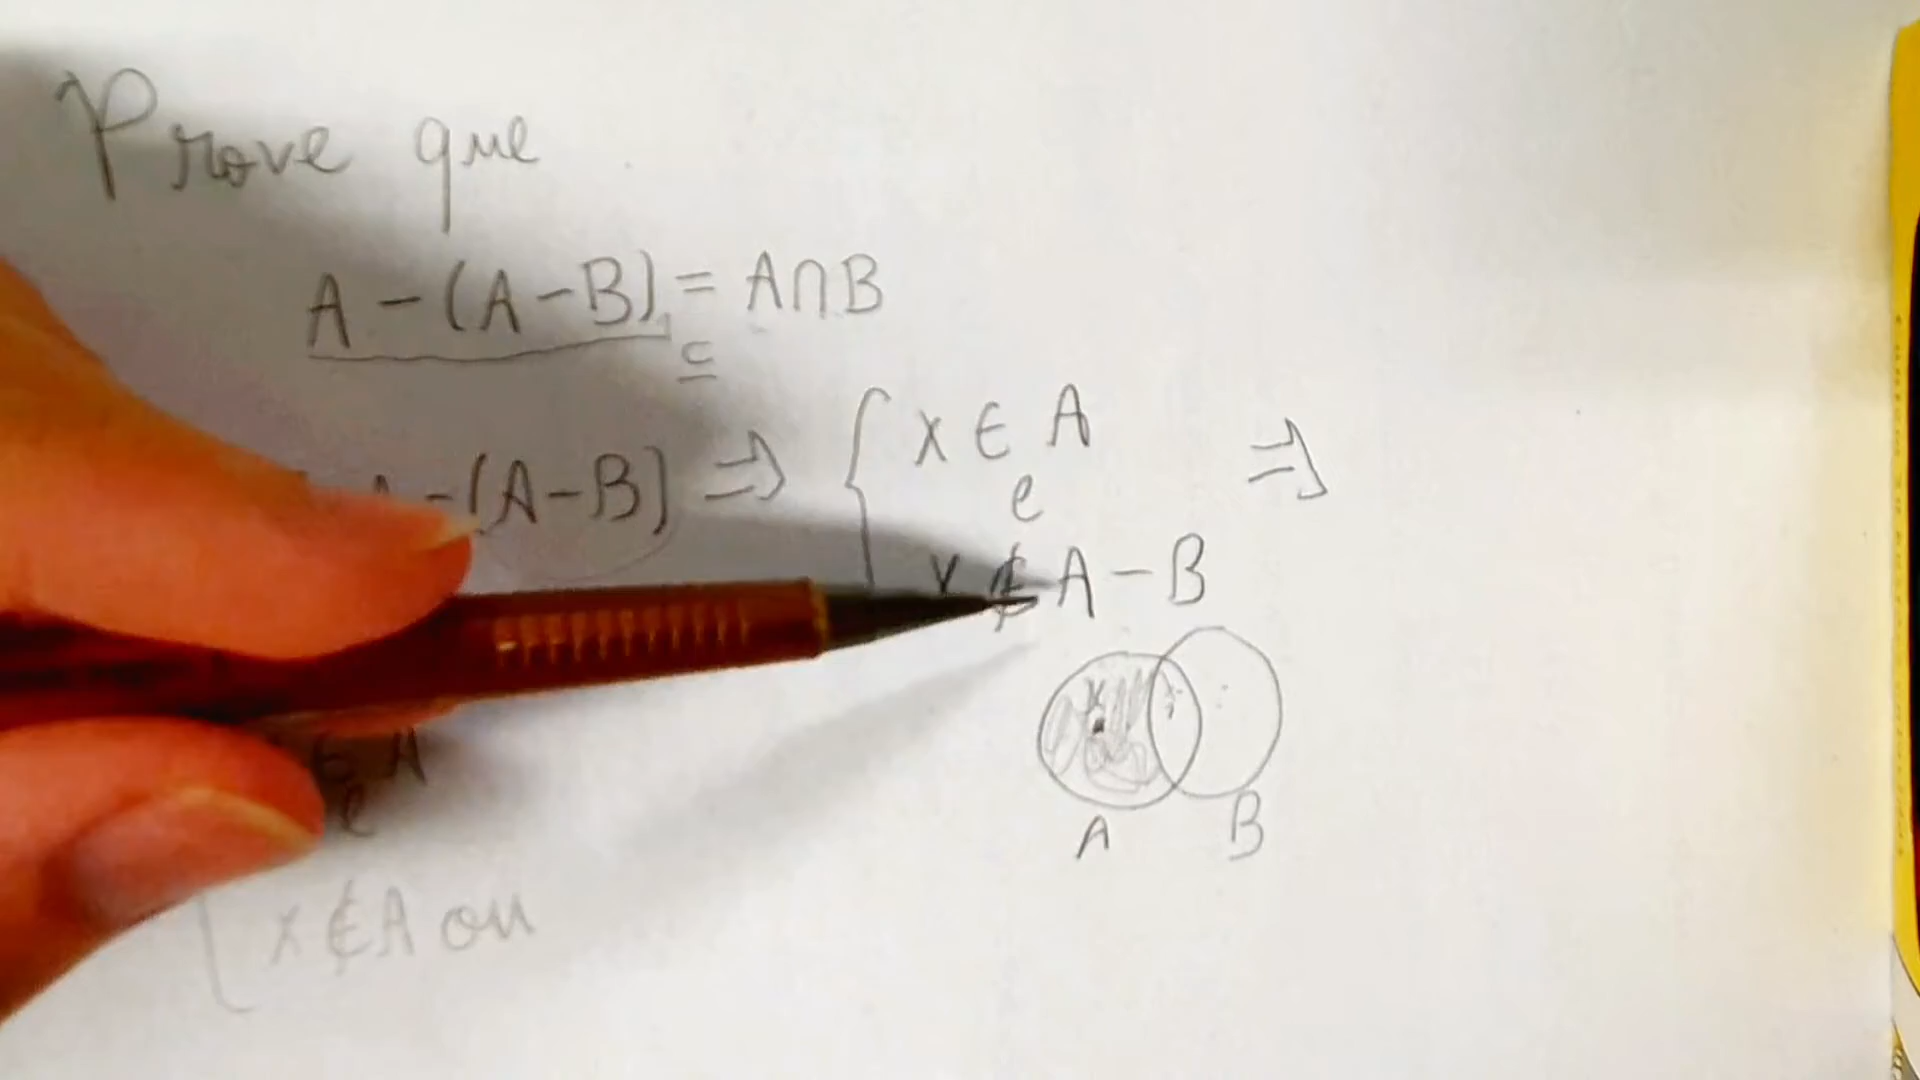 Prove que
A - (A - B) = A ∩ B
⊆
- (A - B) ⇒ { x ∈ A ⇒
e
x ∉ A - B
∈ A
e
A B
x ∉ A ou